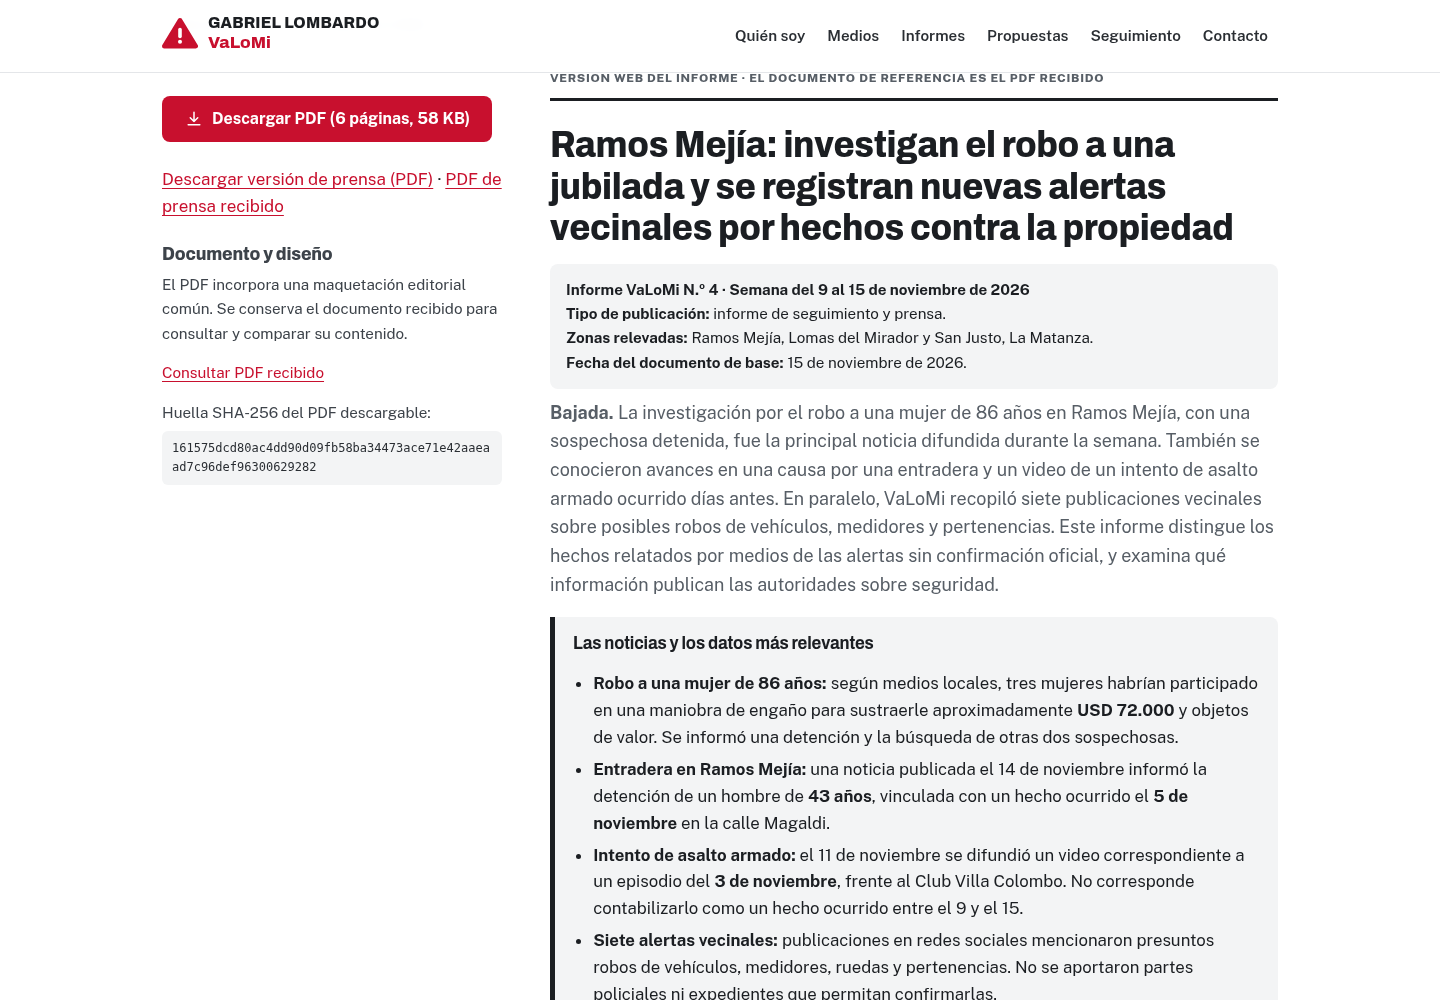 GABRIEL LOMBARDO
VaLoMi
Quién soy Medios Informes Propuestas Seguimiento Contacto
Descargar PDF (6 páginas, 58 KB)
Descargar versión de prensa (PDF) · PDF de
prensa recibido
Documento y diseño
El PDF incorpora una maquetación editorial
común. Se conserva el documento recibido para
consultar y comparar su contenido.
Consultar PDF recibido
Huella SHA-256 del PDF descargable:
161575dcd80ac4dd90d09fb58ba34473ace71e42aaea
ad7c96def96300629282
VERSIÓN WEB DEL INFORME · EL DOCUMENTO DE REFERENCIA ES EL PDF RECIBIDO
Ramos Mejía: investigan el robo a una
jubilada y se registran nuevas alertas
vecinales por hechos contra la propiedad
Informe VaLoMi N.º 4 · Semana del 9 al 15 de noviembre de 2026
Tipo de publicación: informe de seguimiento y prensa.
Zonas relevadas: Ramos Mejía, Lomas del Mirador y San Justo, La Matanza.
Fecha del documento de base: 15 de noviembre de 2026.
Bajada. La investigación por el robo a una mujer de 86 años en Ramos Mejía, con una
sospechosa detenida, fue la principal noticia difundida durante la semana. También se
conocieron avances en una causa por una entradera y un video de un intento de asalto
armado ocurrido días antes. En paralelo, VaLoMi recopiló siete publicaciones vecinales
sobre posibles robos de vehículos, medidores y pertenencias. Este informe distingue los
hechos relatados por medios de las alertas sin confirmación oficial, y examina qué
información publican las autoridades sobre seguridad.
Las noticias y los datos más relevantes
• Robo a una mujer de 86 años: según medios locales, tres mujeres habrían participado
en una maniobra de engaño para sustraerle aproximadamente USD 72.000 y objetos
de valor. Se informó una detención y la búsqueda de otras dos sospechosas.
• Entradera en Ramos Mejía: una noticia publicada el 14 de noviembre informó la
detención de un hombre de 43 años, vinculada con un hecho ocurrido el 5 de
noviembre en la calle Magaldi.
• Intento de asalto armado: el 11 de noviembre se difundió un video correspondiente a
un episodio del 3 de noviembre, frente al Club Villa Colombo. No corresponde
contabilizarlo como un hecho ocurrido entre el 9 y el 15.
• Siete alertas vecinales: publicaciones en redes sociales mencionaron presuntos
robos de vehículos, medidores, ruedas y pertenencias. No se aportaron partes
policiales ni expedientes que permitan confirmarlas.